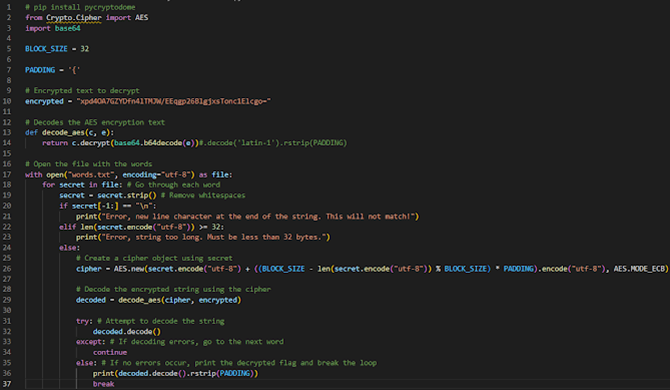 1 # pip install pycryptodome
2 from Crypto.Cipher import AES
3 import base64
4
5 BLOCK_SIZE = 32
6
7 PADDING = '{'
8
9 # Encrypted text to decrypt
10 encrypted = "xpd4OA7GZYDfn4lTMJW/EEqgp268lgjxsTonc1Elcgo="
11
12 # Decodes the AES encryption text
13 def decode_aes(c, e):
14 return c.decrypt(base64.b64decode(e))#.decode('latin-1').rstrip(PADDING)
15
16 # Open the file with the words
17 with open("words.txt", encoding="utf-8") as file:
18 for secret in file: # Go through each word
19 secret = secret.strip() # Remove whitespaces
20 if secret[-1:] == "\n":
21 print("Error, new line character at the end of the string. This will not match!")
22 elif len(secret.encode("utf-8")) >= 32:
23 print("Error, string too long. Must be less than 32 bytes.")
24 else:
25 # Create a cipher object using secret
26 cipher = AES.new(secret.encode("utf-8") + ((BLOCK_SIZE - len(secret.encode("utf-8")) % BLOCK_SIZE) * PADDING).encode("utf-8"), AES.MODE_ECB)
27
28 # Decode the encrypted string using the cipher
29 decoded = decode_aes(cipher, encrypted)
30
31 try: # Attempt to decode the string
32 decoded.decode()
33 except: # If decoding errors, go to the next word
34 continue
35 else: # If no errors occur, print the decrypted flag and break the loop
36 print(decoded.decode().rstrip(PADDING))
37 break